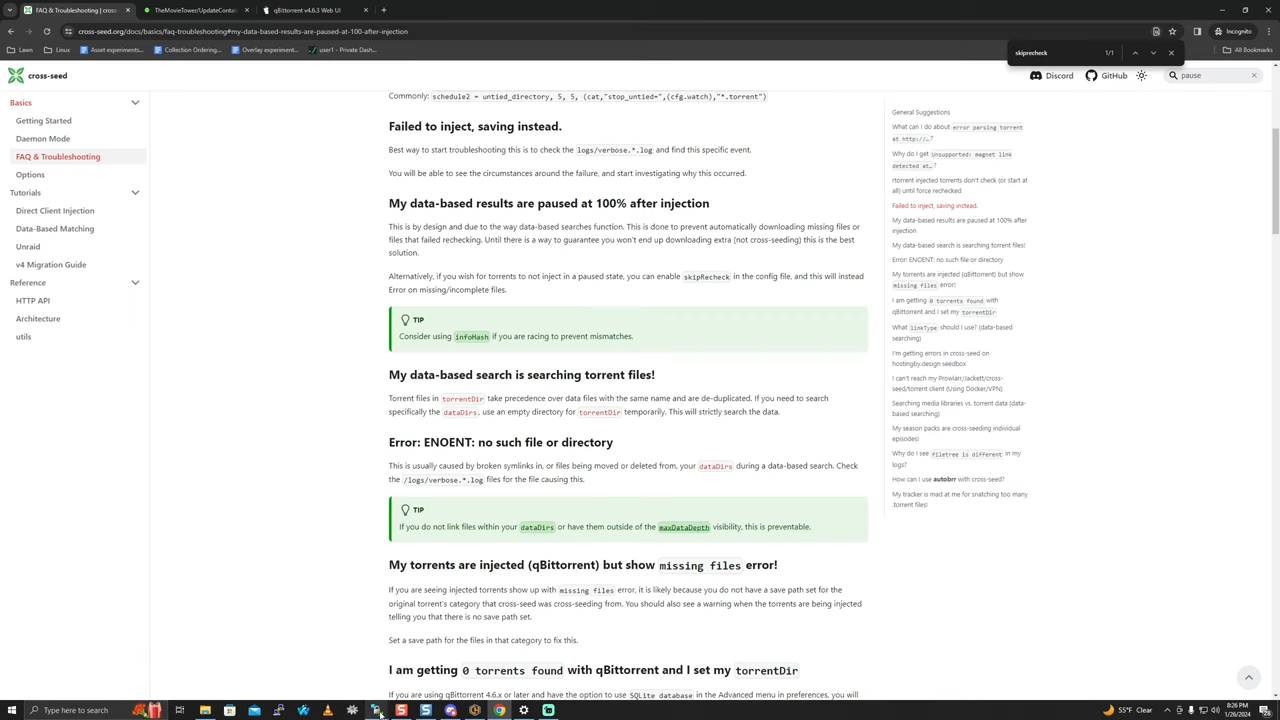 FAQ & Troubleshooting | cross-
TheMovieTower/UpdateContai
qBittorrent v4.6.3 Web UI
cross-seed.org/docs/basics/faq-troubleshooting#my-data-based-results-are-paused-at-100-after-injection
Incognito
Lawn
Linux
Asset experiments...
Collection Ordering...
Overlay experiment...
user1 - Private Dash...
All Bookmarks
skiprecheck
1/1
cross-seed
Discord
GitHub
pause
Basics
Getting Started
Daemon Mode
FAQ & Troubleshooting
Options
Tutorials
Direct Client Injection
Data-Based Matching
Unraid
v4 Migration Guide
Reference
HTTP API
Architecture
utils
Commonly: schedule2 = untied_directory, 5, 5, (cat,"stop_untied=",(cfg.watch),"*.torrent")
Failed to inject, saving instead.
Best way to start troubleshooting this is to check the logs/verbose.*.log and find this specific event.
You will be able to see the circumstances around the failure, and start investigating why this occurred.
My data-based results are paused at 100% after injection
This is by design and due to the way data-based searches function. This is done to prevent automatically downloading missing files or
files that failed rechecking. Until there is a way to guarantee you won't end up downloading extra (not cross-seeding) this is the best
solution.
Alternatively, if you wish for torrents to not inject in a paused state, you can enable skipRecheck in the config file, and this will instead
Error on missing/incomplete files.
TIP
Consider using infoHash if you are racing to prevent mismatches.
My data-based search is searching torrent files!
Torrent files in torrentDir take precedence over data files with the same name and are de-duplicated. If you need to search
specifically the dataDirs, use an empty directory for torrentDir temporarily. This will strictly search the data.
Error: ENOENT: no such file or directory
This is usually caused by broken symlinks in, or files being moved or deleted from, your dataDirs during a data-based search. Check
the /logs/verbose.*.log files for the file causing this.
TIP
If you do not link files within your dataDirs or have them outside of the maxDataDepth visibility, this is preventable.
My torrents are injected (qBittorrent) but show missing files error!
If you are seeing injected torrents show up with missing files error, it is likely because you do not have a save path set for the
original torrent's category that cross-seed was cross-seeding from. You should also see a warning when the torrents are being injected
telling you that there is no save path set.
Set a save path for the files in that category to fix this.
I am getting 0 torrents found with qBittorrent and I set my torrentDir
If you are using qBittorrent 4.6.x or later and have the option to use SQLite database in the Advanced menu in preferences, you will
General Suggestions
What can I do about error parsing torrent
at http://… ?
Why do I get Unsupported: magnet link
detected at… ?
rtorrent injected torrents don't check (or start at
all) until force rechecked
Failed to inject, saving instead.
My data-based results are paused at 100% after
injection
My data-based search is searching torrent files!
Error: ENOENT: no such file or directory
My torrents are injected (qBittorrent) but show
missing files error!
I am getting 0 torrents found with
qBittorrent and I set my torrentDir
What linkType should I use? (data-based
searching)
I'm getting errors in cross-seed on
hostingby.design seedbox
I can't reach my Prowlarr/Jackett/cross-
seed/torrent client (Using Docker/VPN)
Searching media libraries vs. torrent data (data-
based searching)
My season packs are cross-seeding individual
episodes!
Why do I see filetree is different in my
logs?
How can I use autobrr with cross-seed?
My tracker is mad at me for snatching too many
.torrent files!
Type here to search
55°F Clear
8:26 PM
1/26/2024